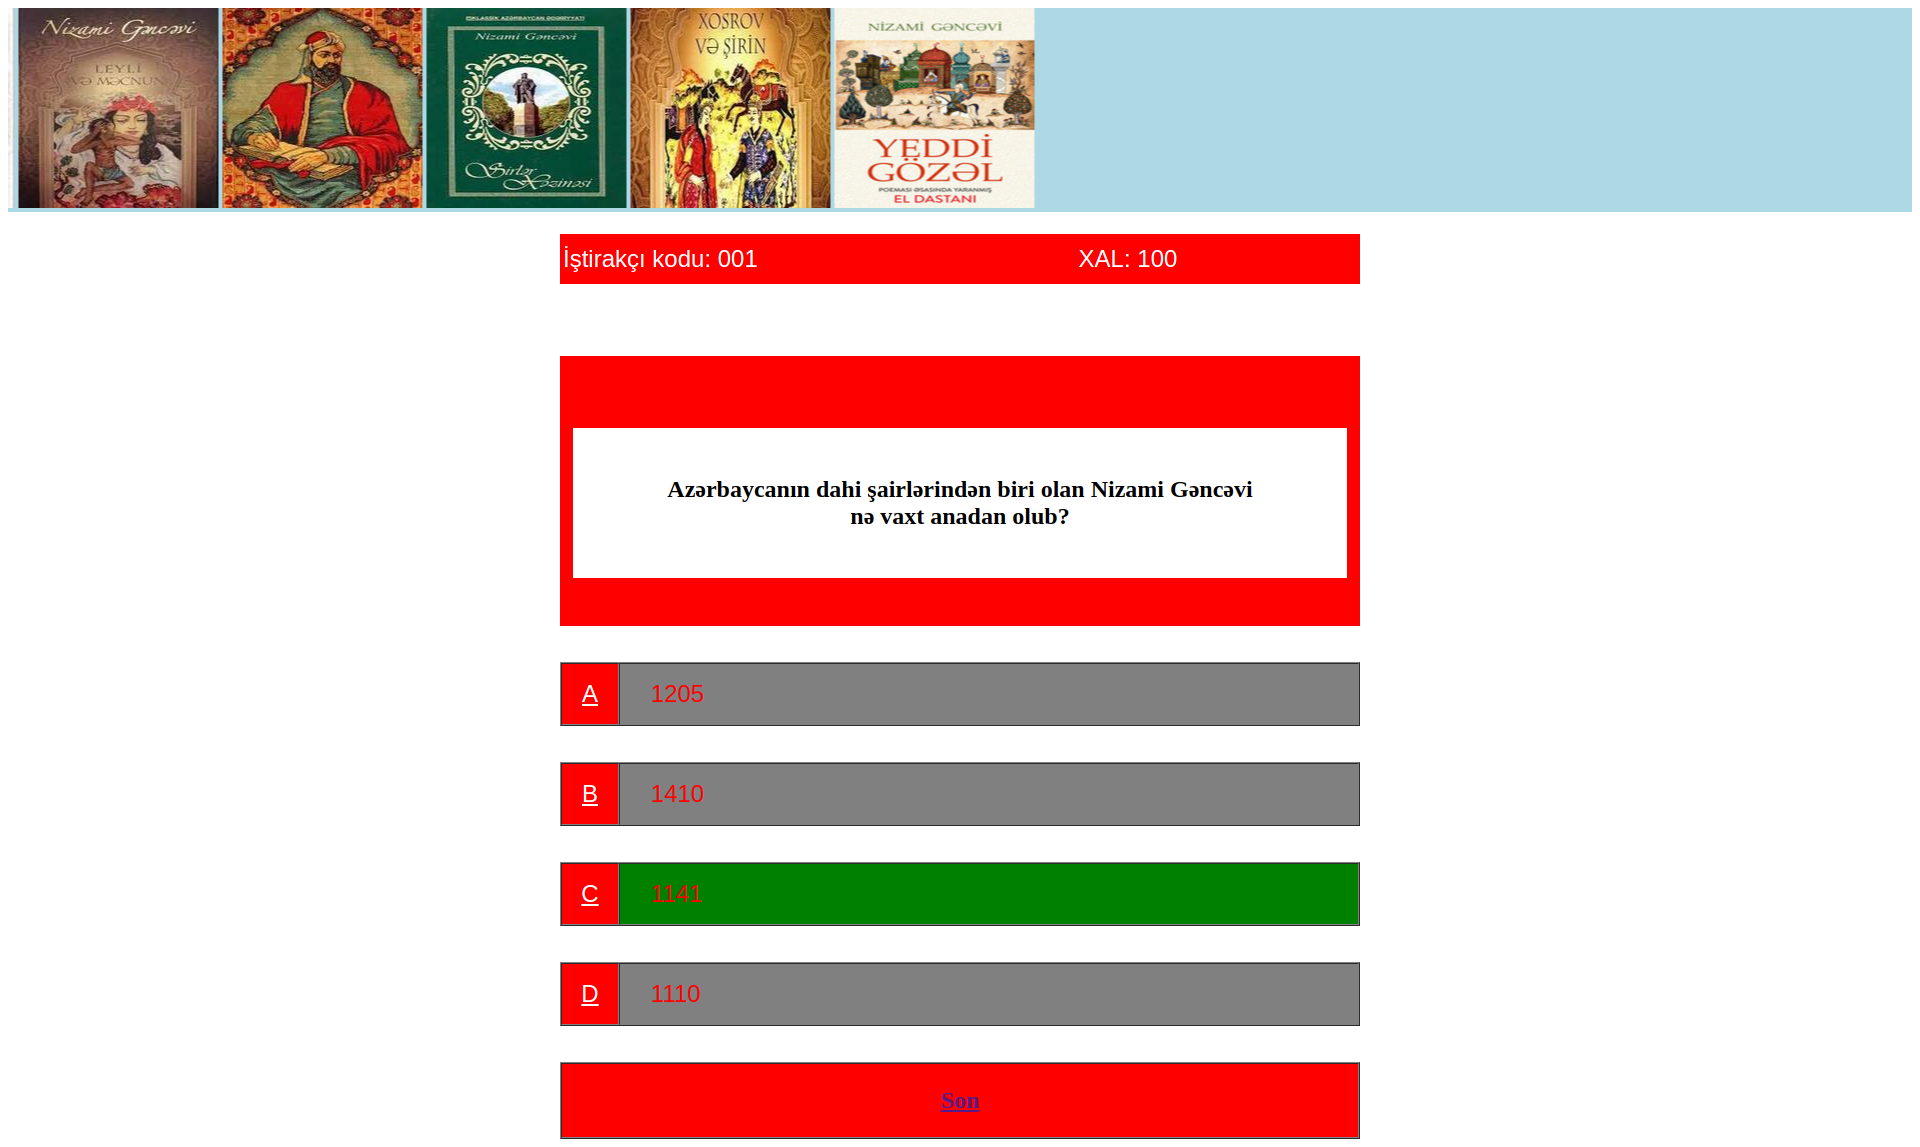 Nizami Gəncəvi
LEYLİ
VƏ MƏCNUN
ƏSKLASSİK AZƏRBAYCAN ƏDƏBİYYATI
Nizami Gəncəvi
Sirlər
Xəzinəsi
XOSROV
VƏ ŞİRİN
NİZAMİ GƏNCƏVİ
YEDDİ
GÖZƏL
POEMASI ƏSASINDA YARANMIŞ
EL DASTANI
İştirakçı kodu: 001 XAL: 100
Azərbaycanın dahi şairlərindən biri olan Nizami Gəncəvi
nə vaxt anadan olub?
A 1205
B 1410
C 1141
D 1110
Son